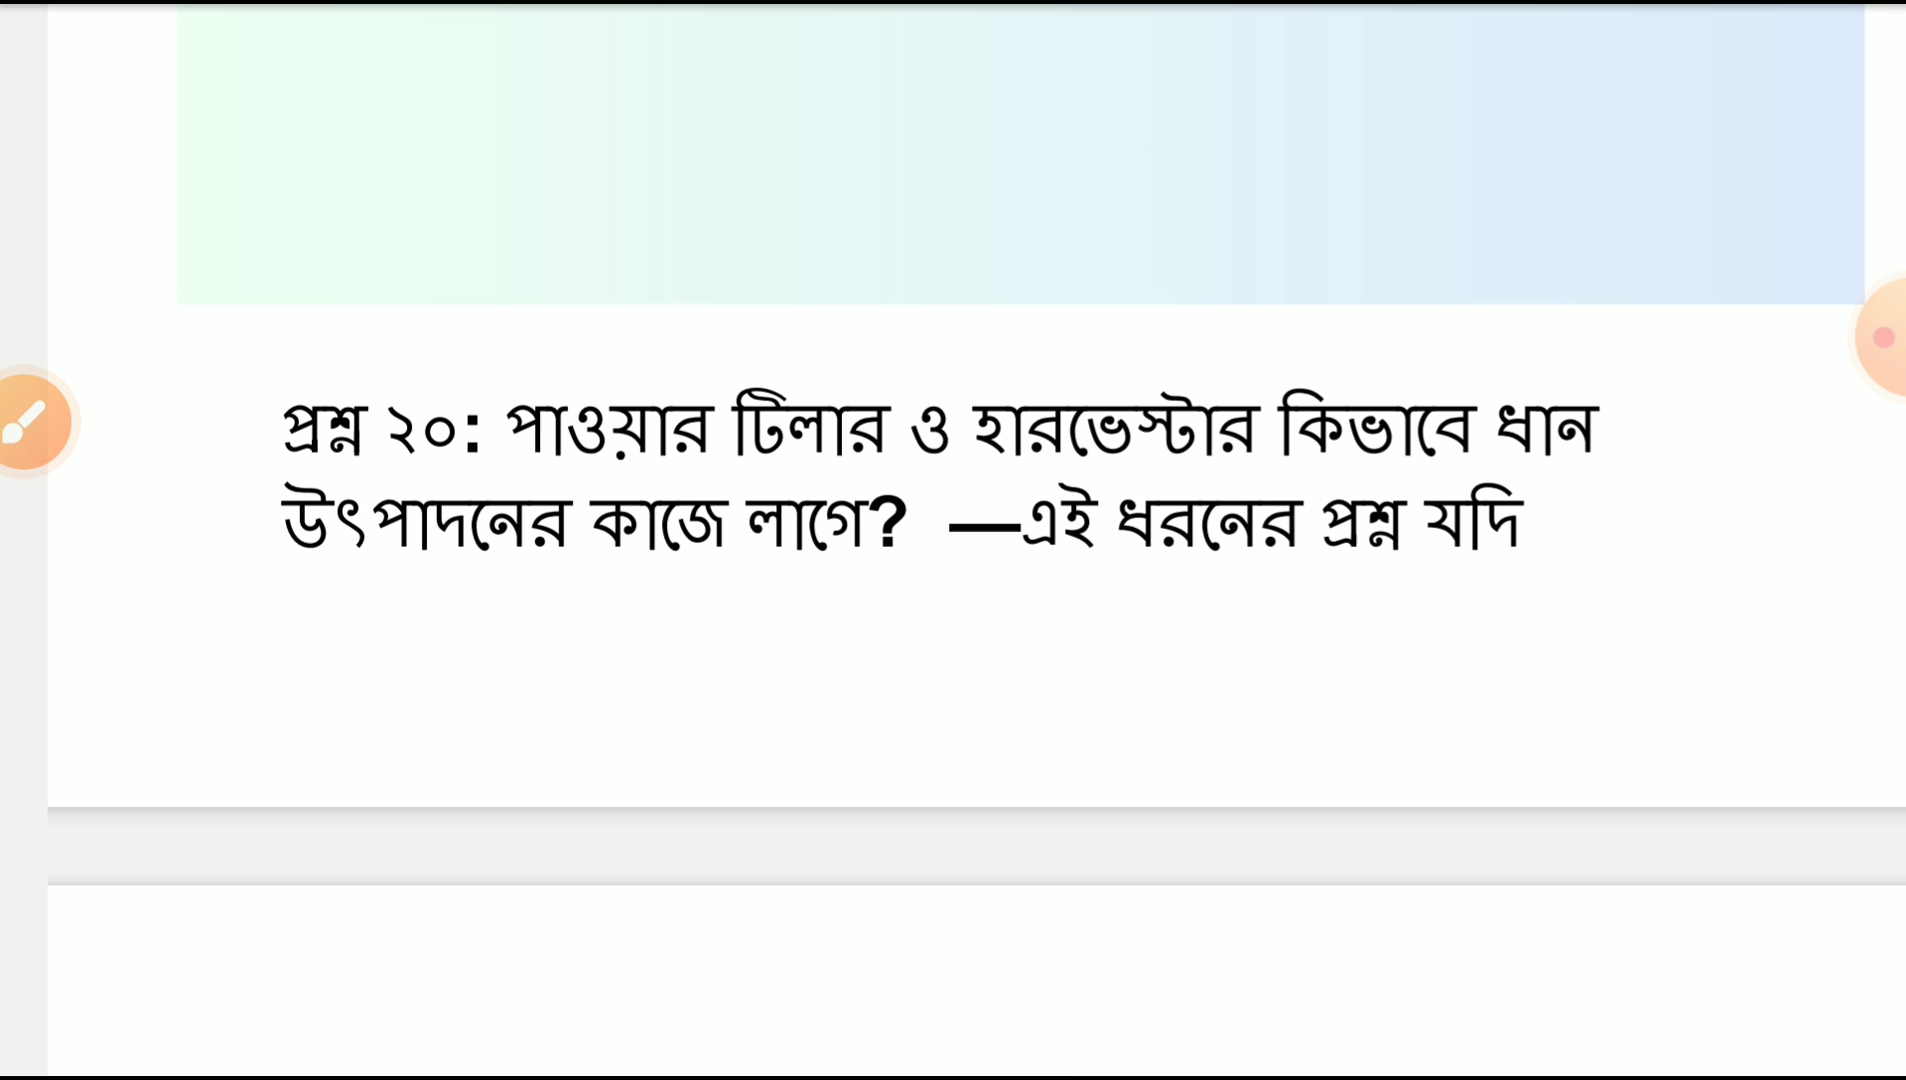 প্রশ্ন ২০: পাওয়ার টিলার ও হারভেস্টার কিভাবে ধান
উৎপাদনের কাজে লাগে? —এই ধরনের প্রশ্ন যদি